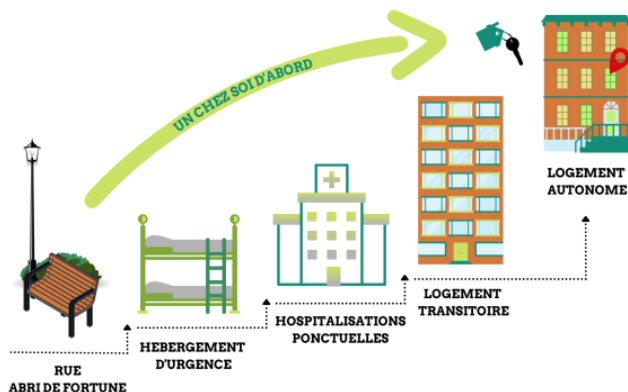 UN CHEZ SOI D'ABORD
LOGEMENT
AUTONOME
LOGEMENT
TRANSITOIRE
HOSPITALISATIONS
PONCTUELLES
HEBERGEMENT
D'URGENCE
RUE
ABRI DE FORTUNE